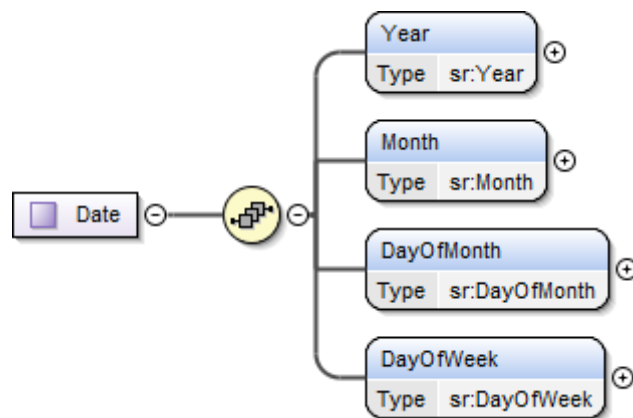 Year
Type sr:Year
Month
Type sr:Month
Date
DayOfMonth
Type sr:DayOfMonth
DayOfWeek
Type sr:DayOfWeek